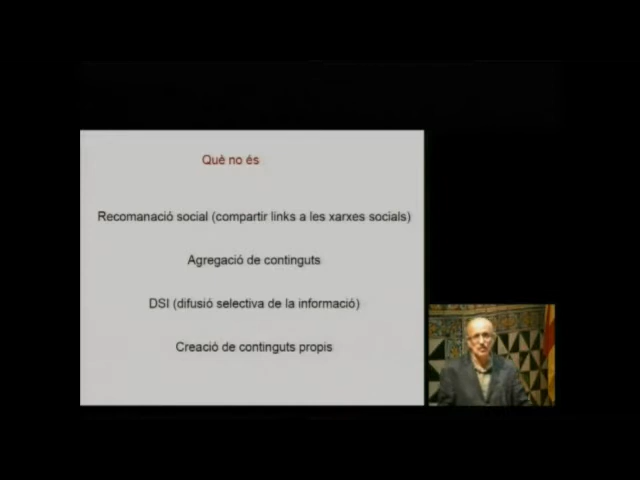 Què no és
Recomanació social (compartir links a les xarxes socials)
Agregació de continguts
DSI (difusió selectiva de la informació)
Creació de continguts propis